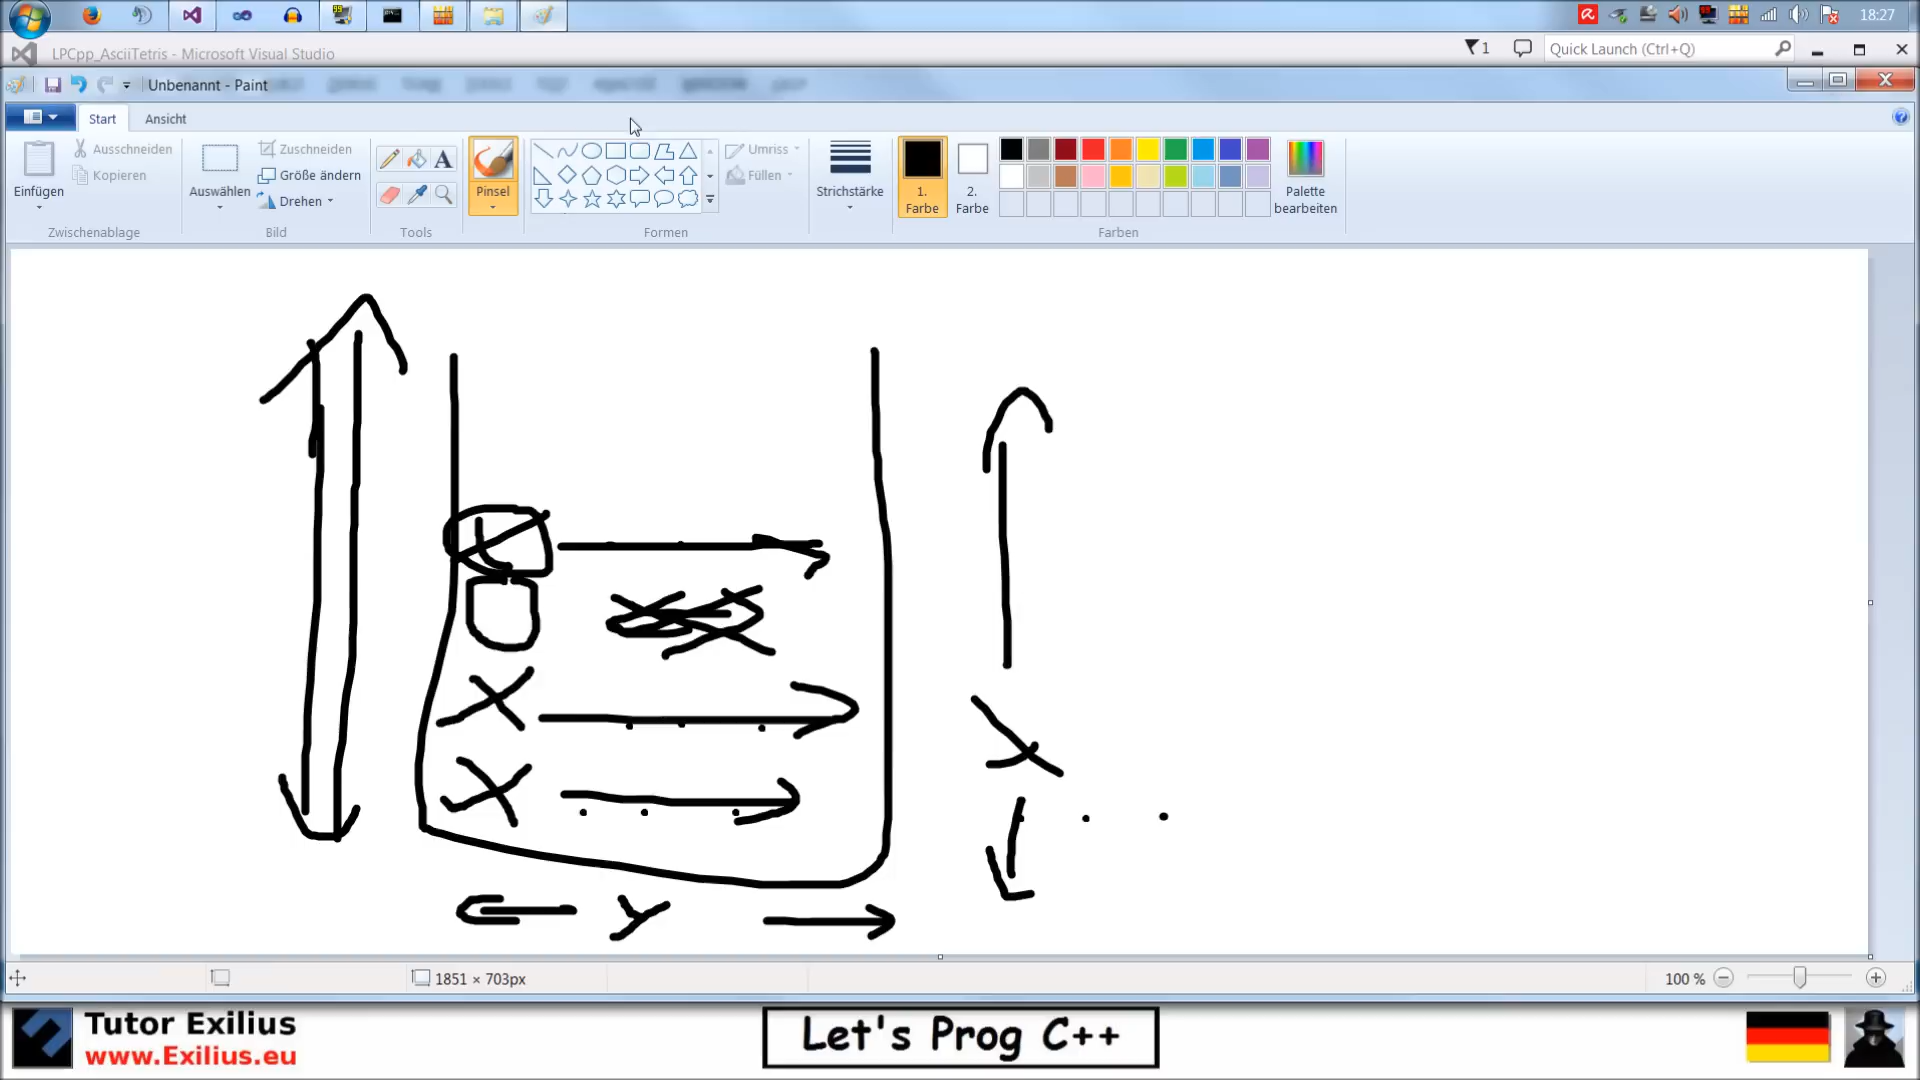 18:27
LPCpp_AsciiTetris - Microsoft Visual Studio
1
Quick Launch (Ctrl+Q)
Unbenannt - Paint
Start
Ansicht
Einfügen
Ausschneiden
Kopieren
Zwischenablage
Auswählen
Zuschneiden
Größe ändern
Drehen
Bild
A
Tools
Pinsel
Umriss
Füllen
Formen
Strichstärke
1.
Farbe
2.
Farbe
Palette
bearbeiten
Farben
X
X
X
y
1851 × 703px
100 %
Tutor Exilius
www.Exilius.eu
Let's Prog C++